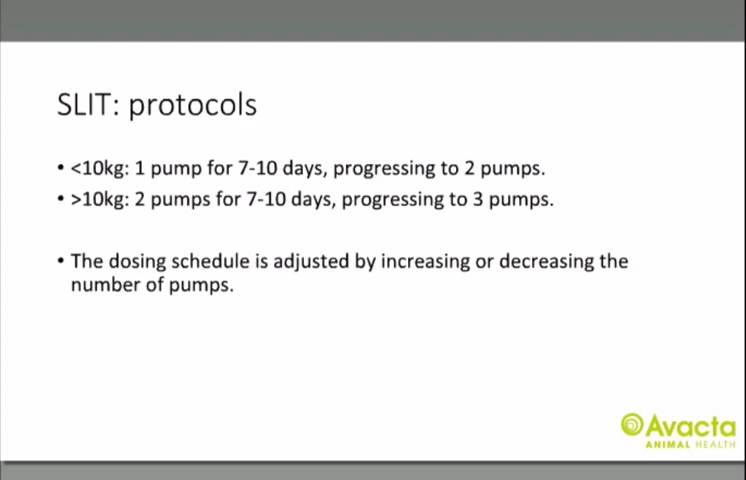 SLIT: protocols
• <10kg: 1 pump for 7-10 days, progressing to 2 pumps.
• >10kg: 2 pumps for 7-10 days, progressing to 3 pumps.
• The dosing schedule is adjusted by increasing or decreasing the
number of pumps.
Avacta
ANIMAL HEALTH